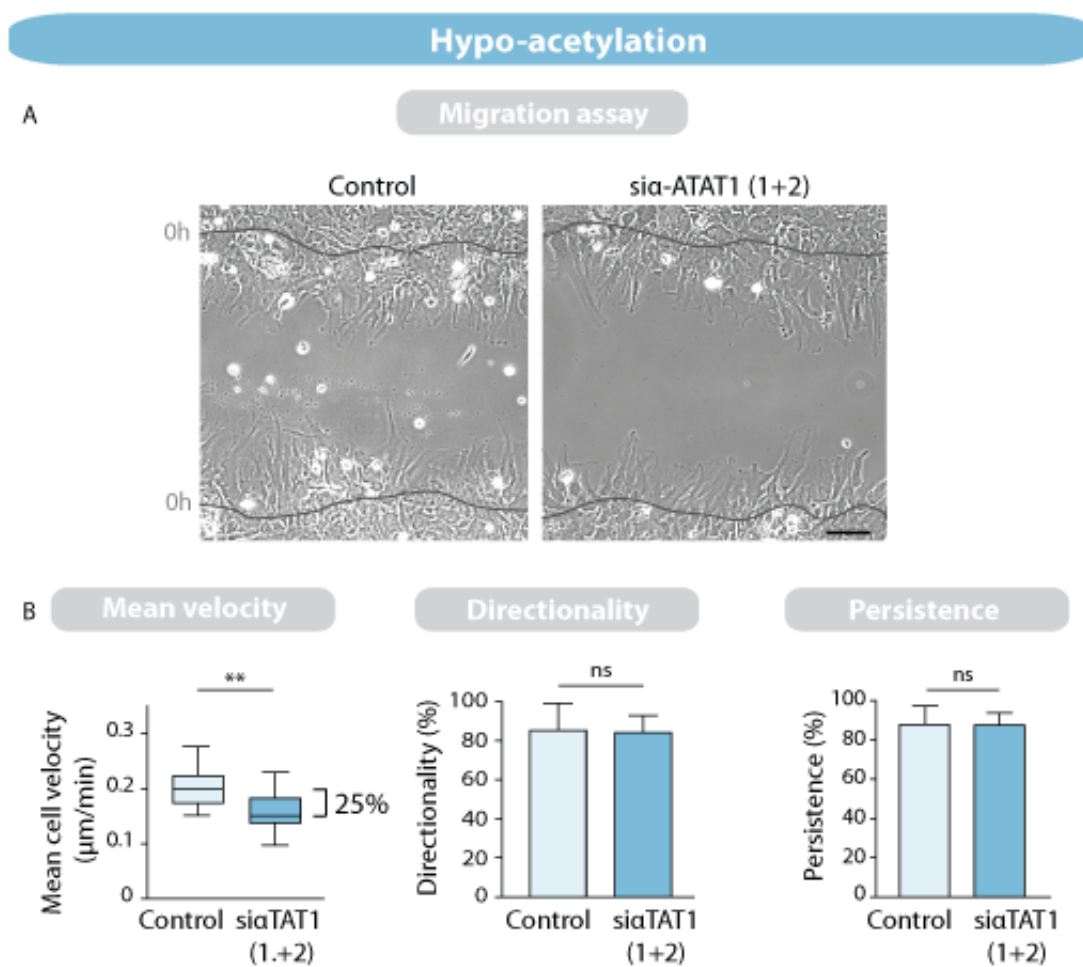 Hypo-acetylation
A
Migration assay
Control
siα-ATAT1 (1+2)
0h
0h
B
Mean velocity
Directionality
Persistence
**
ns
ns
Mean cell velocity
(µm/min)
0.3
0.2
0.1
0
25%
Control
siαTAT1
(1.+2)
Directionality (%)
100
80
60
40
20
0
Control
siαTAT1
(1+2)
Persistence (%)
100
80
60
40
20
0
Control
siαTAT1
(1+2)